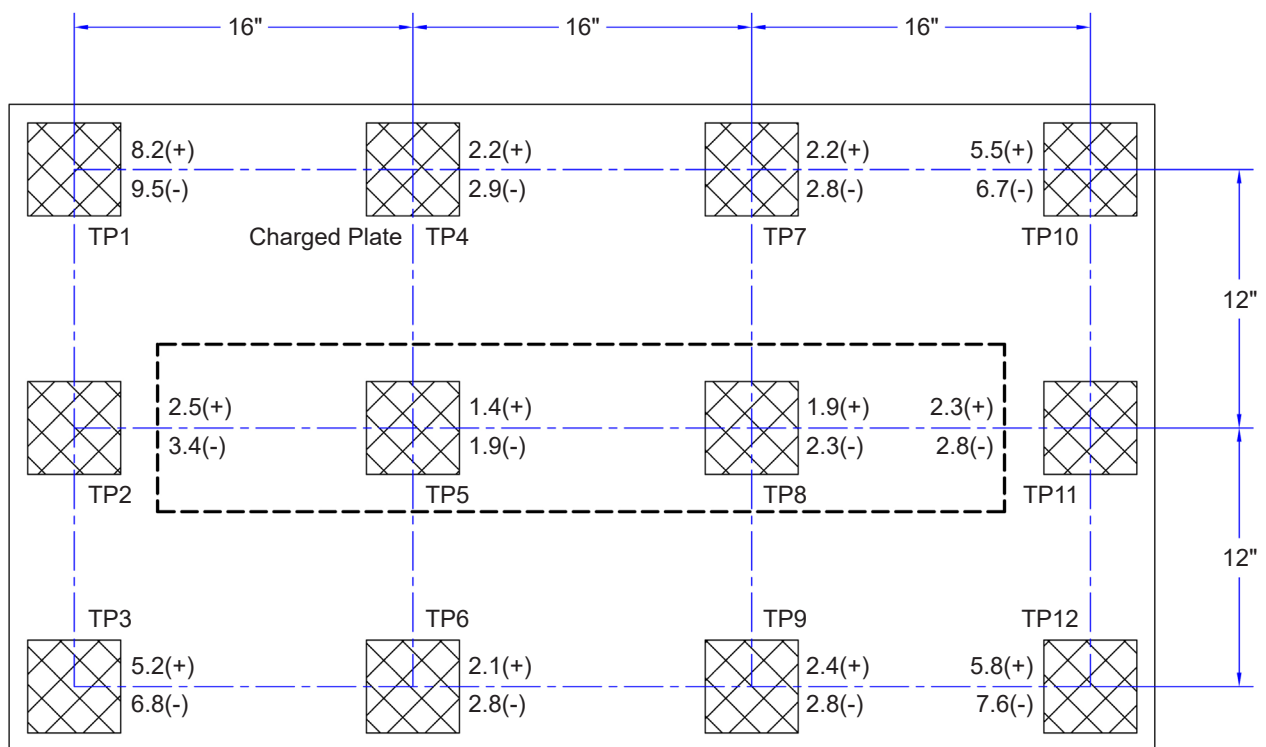 16" 16" 16"
8.2(+) 2.2(+) 2.2(+) 5.5(+)
9.5(-) 2.9(-) 2.8(-) 6.7(-)
TP1 Charged Plate TP4 TP7 TP10
12"
2.5(+) 1.4(+) 1.9(+) 2.3(+)
3.4(-) 1.9(-) 2.3(-) 2.8(-)
TP2 TP5 TP8 TP11
12"
TP3 TP6 TP9 TP12
5.2(+) 2.1(+) 2.4(+) 5.8(+)
6.8(-) 2.8(-) 2.8(-) 7.6(-)